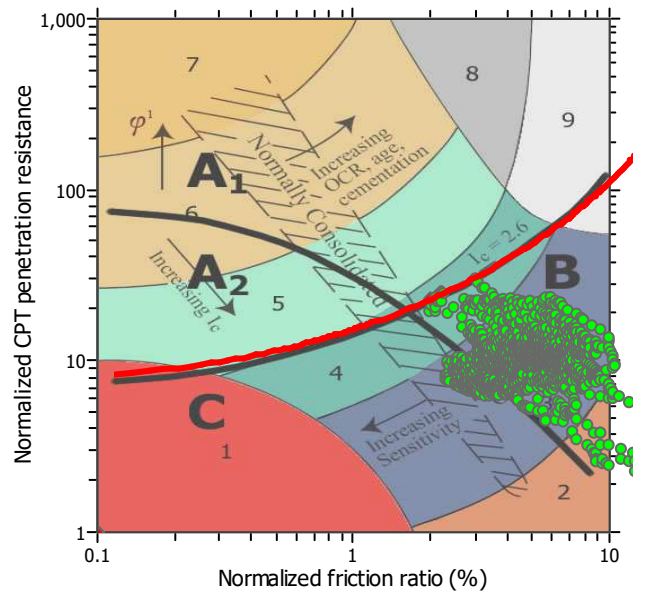 1,000
100
10
1
Normalized CPT penetration resistance
7
8
9
φ¹
A₁
Increasing
OCR, age,
cementation
Normally Consolidated
6
A₂
Increasing Ic
Ic = 2.6
B
5
4
C
1
Increasing
Sensitivity
2
0.1
1
10
Normalized friction ratio (%)